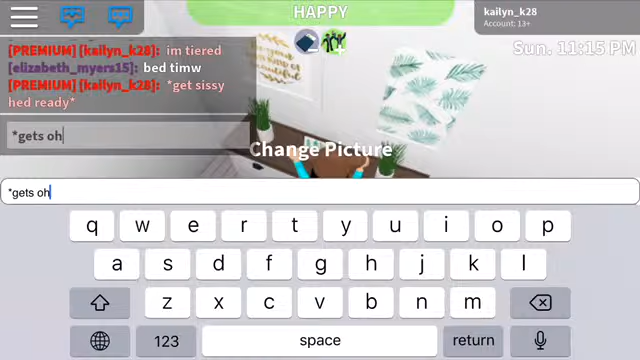 HAPPY
kailyn_k28
Account: 13+
Sun. 11:15 PM
[PREMIUM] [kailyn_k28]: im tiered
[elizabeth_myers15]: bed timw
[PREMIUM] [kailyn_k28]: *get sissy
hed ready*
*gets oh
Change Picture
*gets oh
q w e r t y u i o p
a s d f g h j k l
z x c v b n m
123 space return